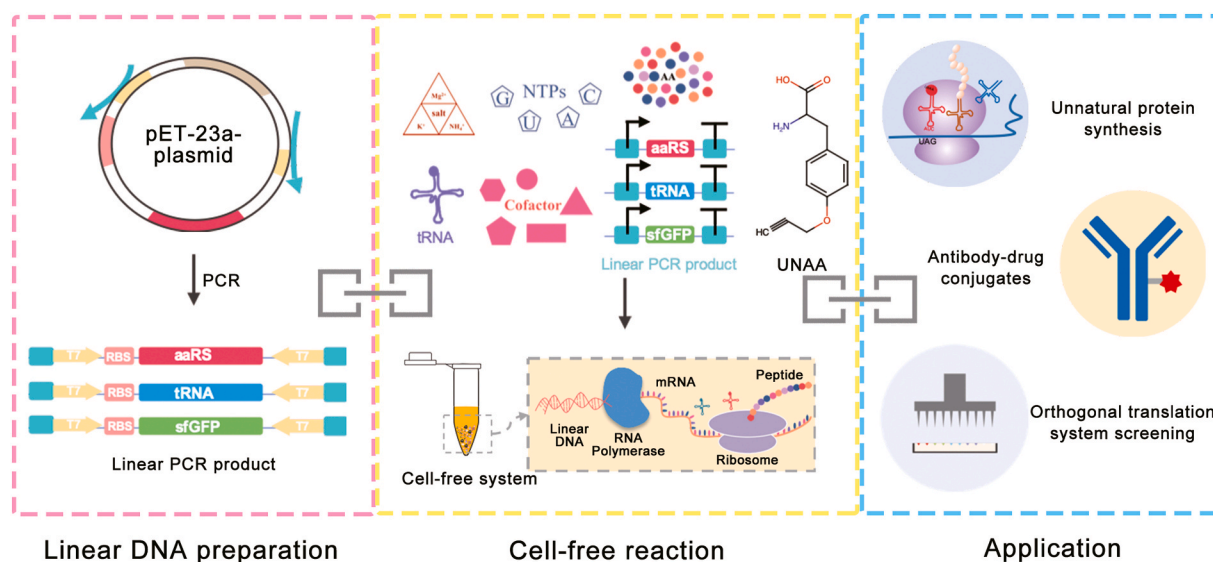 pET-23a-
plasmid
PCR
T7 RBS aaRS T7
T7 RBS tRNA T7
T7 RBS sfGFP T7
Linear PCR product
Linear DNA preparation
Mg²⁺
salt
K⁺ NH₄⁺
G NTPs C
U A
AA
tRNA
Cofactor
aaRS
tRNA
sfGFP
Linear PCR product
HO O
H₂N
O
HC
UNAA
Cell-free system
Linear
DNA
RNA
Polymerase
mRNA
Peptide
Ribosome
Cell-free reaction
UAG
Unnatural protein
synthesis
Antibody-drug
conjugates
Orthogonal translation
system screening
Application